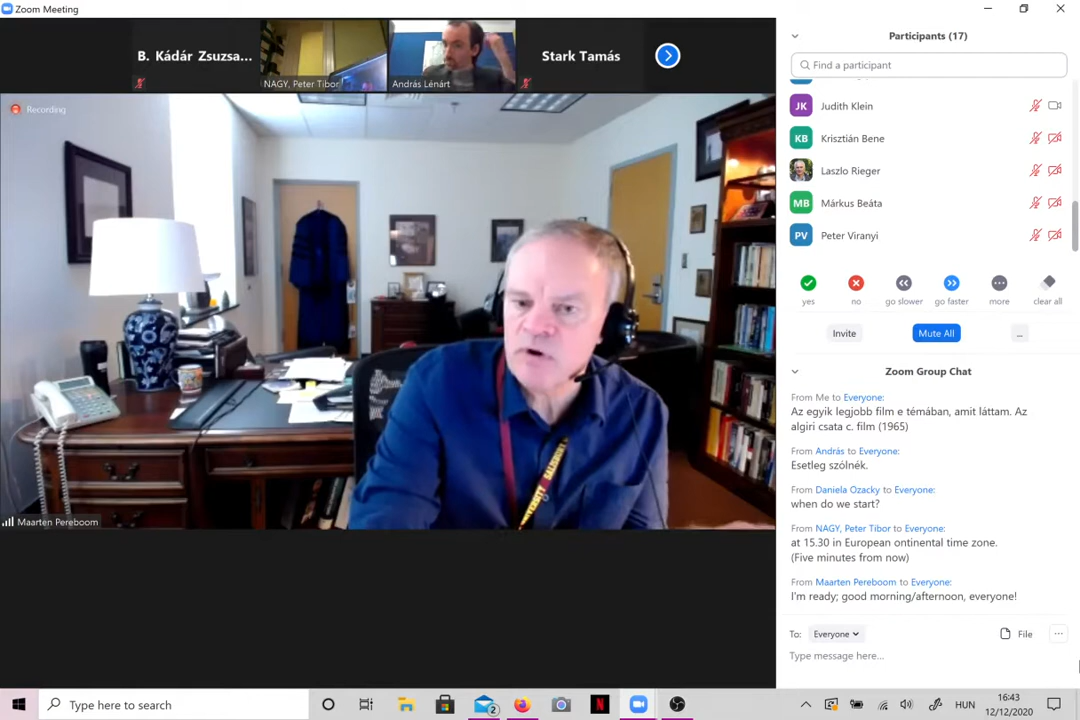 Zoom Meeting
B. Kádár Zsuzsa...
NAGY, Peter Tibor
András Lénárt
Stark Tamás
Recording
Maarten Pereboom
UNIVERSITY
SALISBURY
Participants (17)
Find a participant
JK Judith Klein
KB Krisztián Bene
Laszlo Rieger
MB Márkus Beáta
PV Peter Viranyi
yes no go slower go faster more clear all
Invite Mute All ...
Zoom Group Chat
From Me to Everyone:
Az egyik legjobb film e témában, amit láttam. Az
algiri csata c. film (1965)
From András to Everyone:
Esetleg szólnék.
From Daniela Ozacky to Everyone:
when do we start?
From NAGY, Peter Tibor to Everyone:
at 15.30 in European ontinental time zone.
(Five minutes from now)
From Maarten Pereboom to Everyone:
I'm ready; good morning/afternoon, everyone!
To: Everyone File
Type message here...
Type here to search
2
N
HUN
16:43
12/12/2020